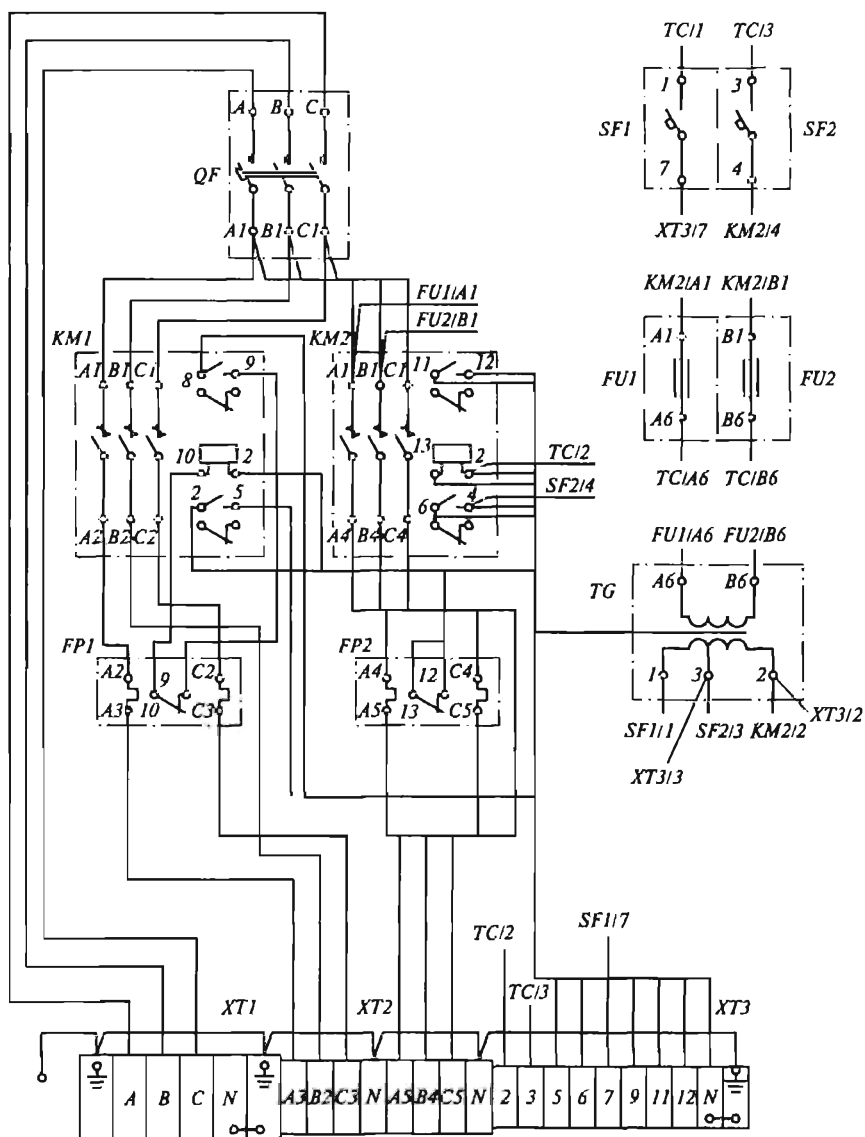 TC/1 TC/3
1 3
SF1 SF2
7 4
XT3/7 KM2/4
A B C
QF
A1 B1 C1
FU1/A1
FU2/B1
KM1 KM2
A1 B1 C1 8 9
A1 B1 C1 11 12
10 2
13 2
TC/2
2 5
6 4
SF2/4
A2 B2 C2
A4 B4 C4
KM2/A1 KM2/B1
A1 B1
FU1 FU2
A6 B6
TC/A6 TC/B6
FU1/A6 FU2/B6
TG
A6 B6
1 3 2
SF1/1 SF2/3 KM2/2
XT3/2
XT3/3
FP1
A2 9 C2
A3 10 C3
FP2
A4 12 C4
A5 13 C5
SF1/7
TC/2
TC/3
XT1 XT2 XT3
A B C N A3 B2 C3 N A5 B4 C5 N 2 3 5 6 7 9 11 12 N